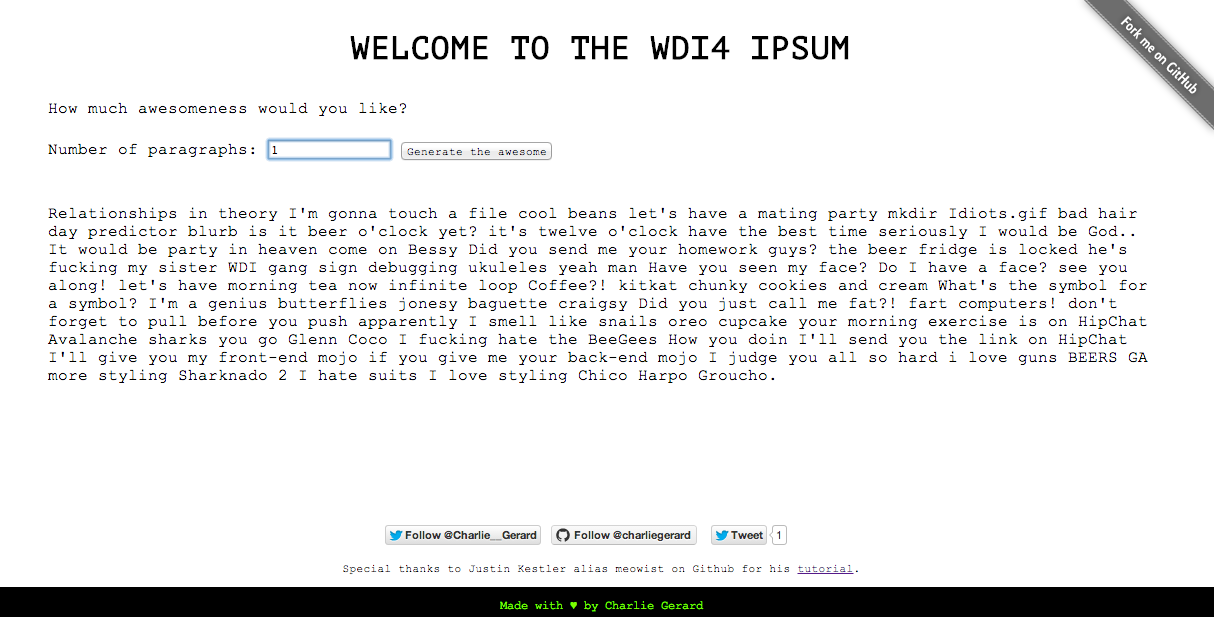 WELCOME TO THE WDI4 IPSUM
Fork me on GitHub
How much awesomeness would you like?
Number of paragraphs: 1 Generate the awesome
Relationships in theory I'm gonna touch a file cool beans let's have a mating party mkdir Idiots.gif bad hair
day predictor blurb is it beer o'clock yet? it's twelve o'clock have the best time seriously I would be God..
It would be party in heaven come on Bessy Did you send me your homework guys? the beer fridge is locked he's
fucking my sister WDI gang sign debugging ukuleles yeah man Have you seen my face? Do I have a face? see you
along! let's have morning tea now infinite loop Coffee?! kitkat chunky cookies and cream What's the symbol for
a symbol? I'm a genius butterflies jonesy baguette craigsy Did you just call me fat?! fart computers! don't
forget to pull before you push apparently I smell like snails oreo cupcake your morning exercise is on HipChat
Avalanche sharks you go Glenn Coco I fucking hate the BeeGees How you doin I'll send you the link on HipChat
I'll give you my front-end mojo if you give me your back-end mojo I judge you all so hard i love guns BEERS GA
more styling Sharknado 2 I hate suits I love styling Chico Harpo Groucho.
Follow @Charlie__Gerard Follow @charliegerard Tweet 1
Special thanks to Justin Kestler alias meowist on Github for his tutorial.
Made with ♥ by Charlie Gerard